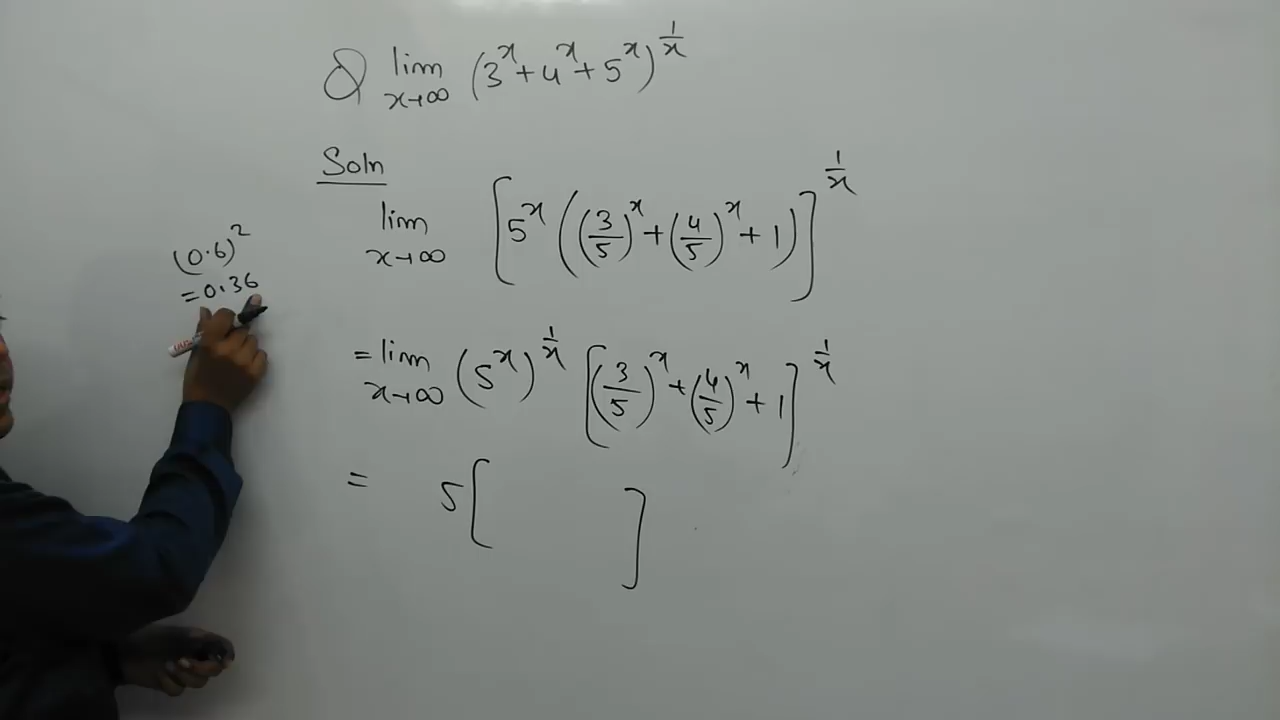 Q lim x→∞ (3^x + 4^x + 5^x)^(1/x)
Soln
lim x→∞ [5^x ((3/5)^x + (4/5)^x + 1)]^(1/x)
(0.6)^2
= 0.36
= lim x→∞ (5^x)^(1/x) [(3/5)^x + (4/5)^x + 1]^(1/x)
= 5 [ ]